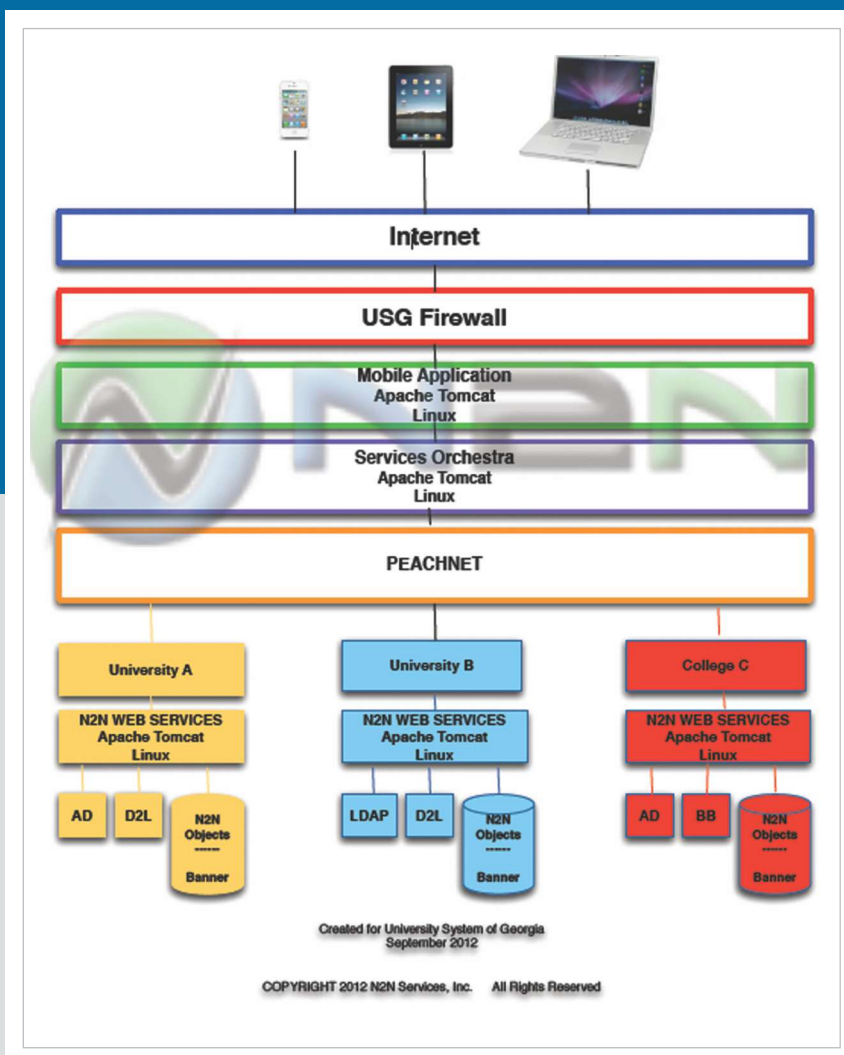 Internet
USG Firewall
N2N
Mobile Application
Apache Tomcat
Linux
Services Orchestra
Apache Tomcat
Linux
PEACHNET
University A
N2N WEB SERVICES
Apache Tomcat
Linux
AD
D2L
N2N
Objects
------
Banner
University B
N2N WEB SERVICES
Apache Tomcat
Linux
LDAP
D2L
N2N
Objects
------
Banner
College C
N2N WEB SERVICES
Apache Tomcat
Linux
AD
BB
N2N
Objects
------
Banner
Created for University System of Georgia
September 2012
COPYRIGHT 2012 N2N Services, Inc. All Rights Reserved